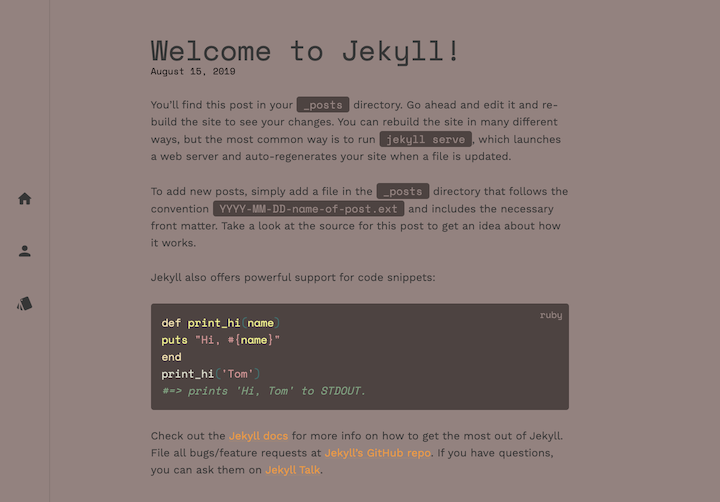 Welcome to Jekyll!
August 15, 2019
You'll find this post in your _posts directory. Go ahead and edit it and re-
build the site to see your changes. You can rebuild the site in many different
ways, but the most common way is to run jekyll serve, which launches
a web server and auto-regenerates your site when a file is updated.
To add new posts, simply add a file in the _posts directory that follows the
convention YYYY-MM-DD-name-of-post.ext and includes the necessary
front matter. Take a look at the source for this post to get an idea about how
it works.
Jekyll also offers powerful support for code snippets:
ruby
def print_hi(name)
puts "Hi, #{name}"
end
print_hi('Tom')
#=> prints 'Hi, Tom' to STDOUT.
Check out the Jekyll docs for more info on how to get the most out of Jekyll.
File all bugs/feature requests at Jekyll's GitHub repo. If you have questions,
you can ask them on Jekyll Talk.